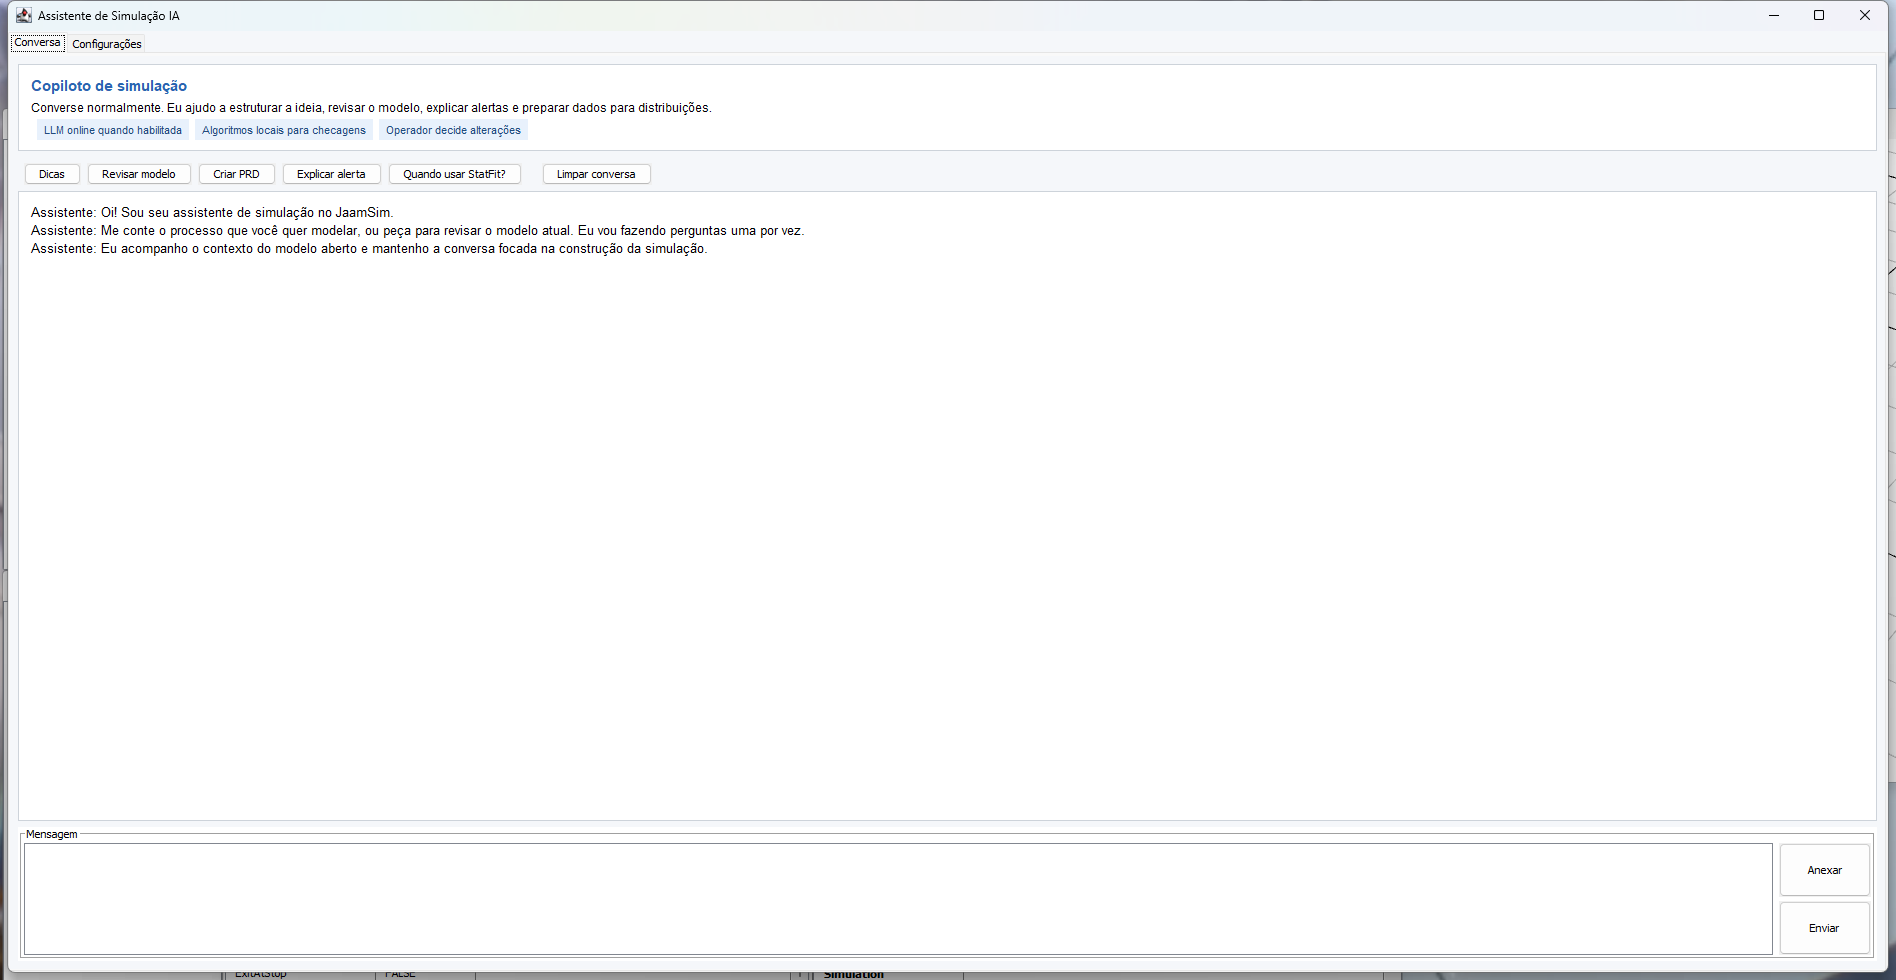 Assistente de Simulação IA
Conversa Configurações
Copiloto de simulação
Converse normalmente. Eu ajudo a estruturar a ideia, revisar o modelo, explicar alertas e preparar dados para distribuições.
LLM online quando habilitada Algoritmos locais para checagens Operador decide alterações
Dicas Revisar modelo Criar PRD Explicar alerta Quando usar StatFit? Limpar conversa
Assistente: Oi! Sou seu assistente de simulação no JaamSim.
Assistente: Me conte o processo que você quer modelar, ou peça para revisar o modelo atual. Eu vou fazendo perguntas uma por vez.
Assistente: Eu acompanho o contexto do modelo aberto e mantenho a conversa focada na construção da simulação.
Mensagem
Anexar
Enviar
ExitAtStop FALSE Simulation